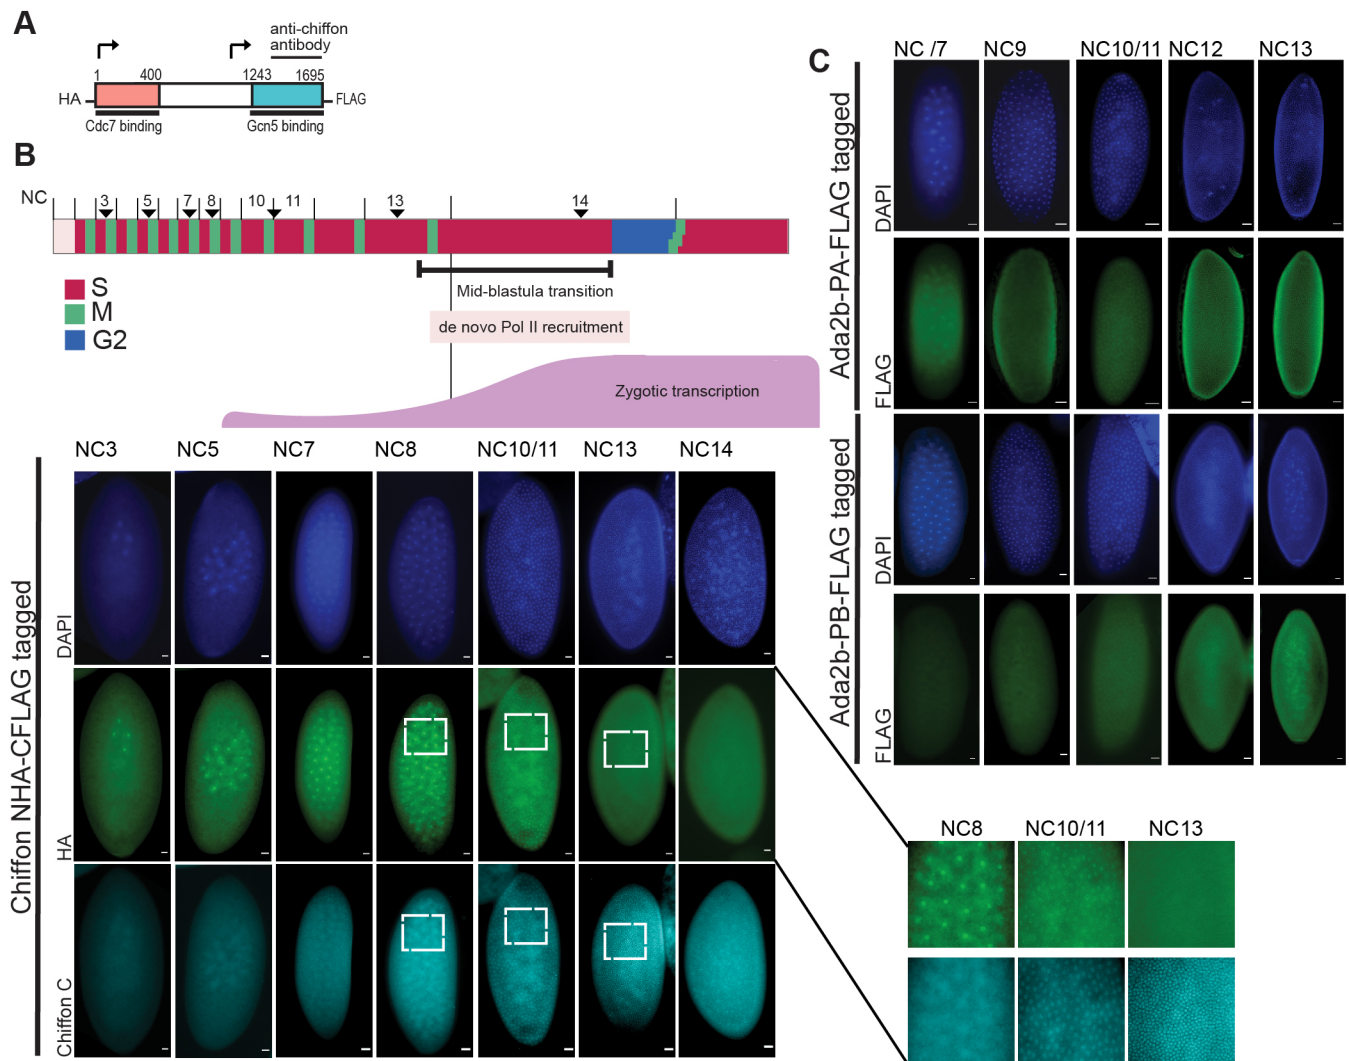 A
anti-chiffon
antibody
1 400 1243 1695
HA FLAG
Cdc7 binding Gcn5 binding
B
NC 3 5 7 8 10 11 13 14
S
M
G2
Mid-blastula transition
de novo Pol II recruitment
Zygotic transcription
NC3 NC5 NC7 NC8 NC10/11 NC13 NC14
Chiffon NHA-CFLAG tagged
DAPI
HA
Chiffon C
C
NC /7 NC9 NC10/11 NC12 NC13
Ada2b-PA-FLAG tagged
DAPI
FLAG
Ada2b-PB-FLAG tagged
DAPI
FLAG
NC8 NC10/11 NC13